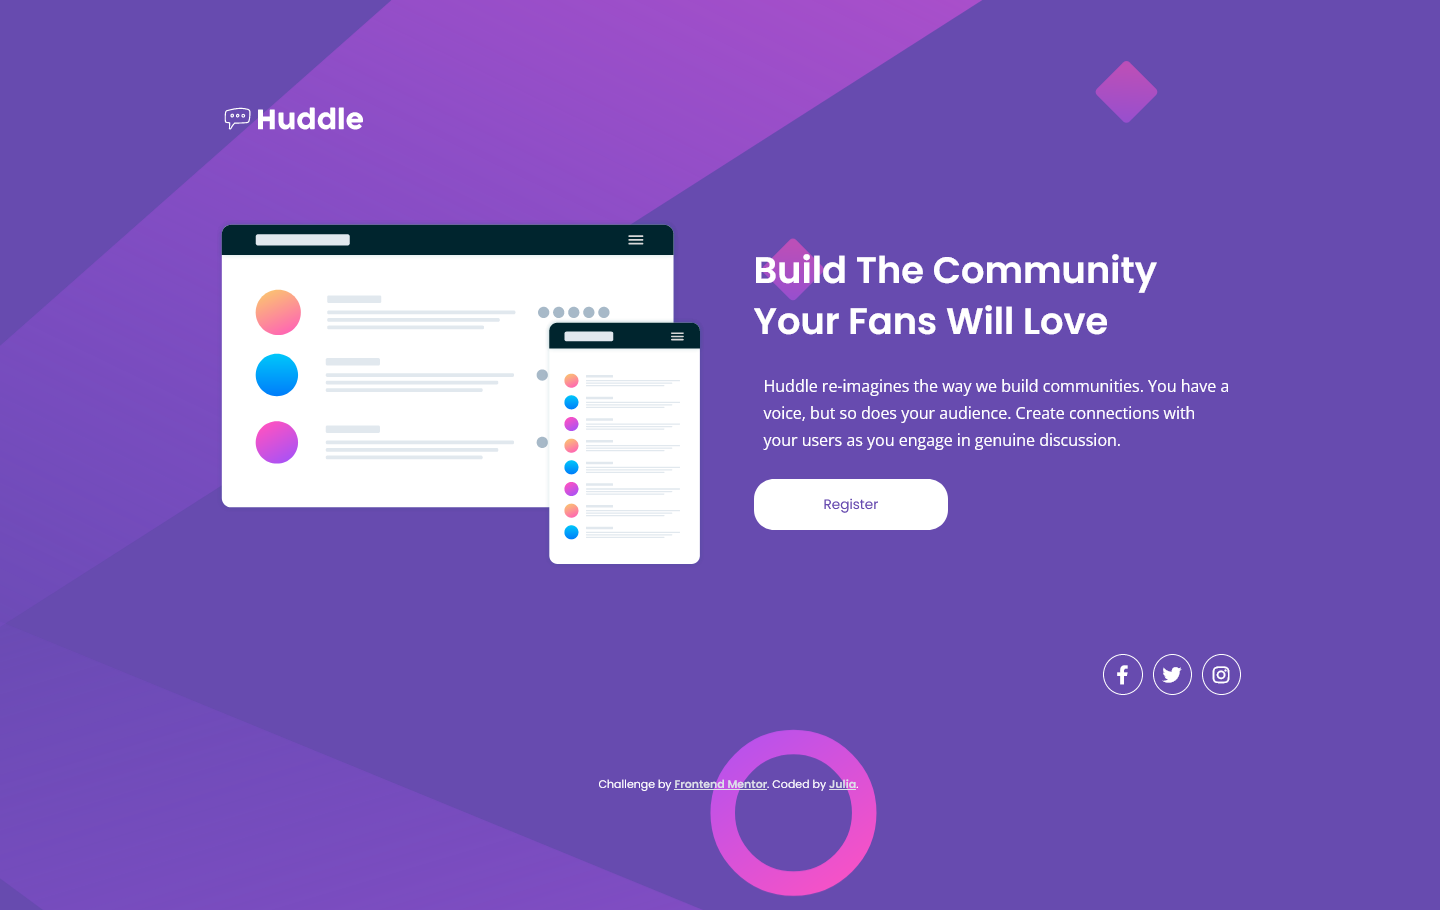 Huddle
Build The Community
Your Fans Will Love
Huddle re-imagines the way we build communities. You have a
voice, but so does your audience. Create connections with
your users as you engage in genuine discussion.
Register
Challenge by Frontend Mentor. Coded by Julia.